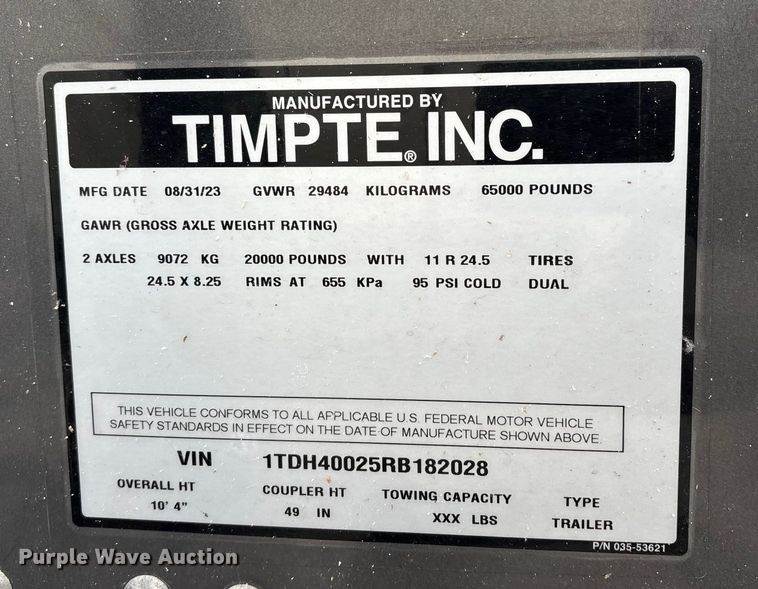 MANUFACTURED BY
TIMPTE® INC.
MFG DATE 08/31/23 GVWR 29484 KILOGRAMS 65000 POUNDS
GAWR (GROSS AXLE WEIGHT RATING)
2 AXLES 9072 KG 20000 POUNDS WITH 11 R 24.5 TIRES
24.5 X 8.25 RIMS AT 655 KPa 95 PSI COLD DUAL
THIS VEHICLE CONFORMS TO ALL APPLICABLE U.S. FEDERAL MOTOR VEHICLE
SAFETY STANDARDS IN EFFECT ON THE DATE OF MANUFACTURE SHOWN ABOVE.
VIN 1TDH40025RB182028
OVERALL HT COUPLER HT TOWING CAPACITY TYPE
10' 4" 49 IN XXX LBS TRAILER
P/N 035-53621
Purple Wave Auction